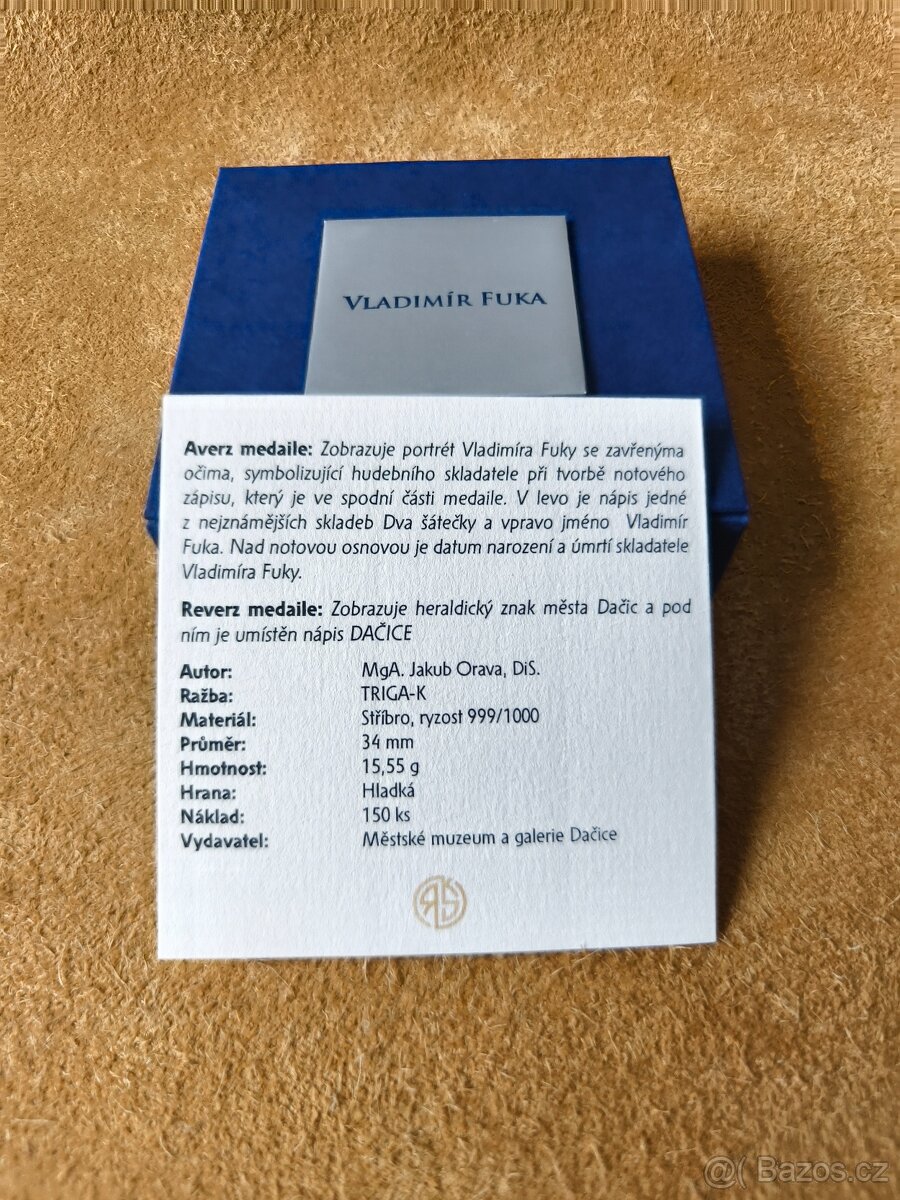 VLADIMÍR FUKA
Averz medaile: Zobrazuje portrét Vladimíra Fuky se zavřenýma
očima, symbolizující hudebního skladatele při tvorbě notového
zápisu, který je ve spodní části medaile. V levo je nápis jedné
z nejznámějších skladeb Dva šátečky a vpravo jméno Vladimír
Fuka. Nad notovou osnovou je datum narození a úmrtí skladatele
Vladimíra Fuky.
Reverz medaile: Zobrazuje heraldický znak města Dačic a pod
ním je umístěn nápis DAČICE
Autor: MgA. Jakub Orava, DiS.
Ražba: TRIGA-K
Materiál: Stříbro, ryzost 999/1000
Průměr: 34 mm
Hmotnost: 15,55 g
Hrana: Hladká
Náklad: 150 ks
Vydavatel: Městské muzeum a galerie Dačice
@( Bazos.cz